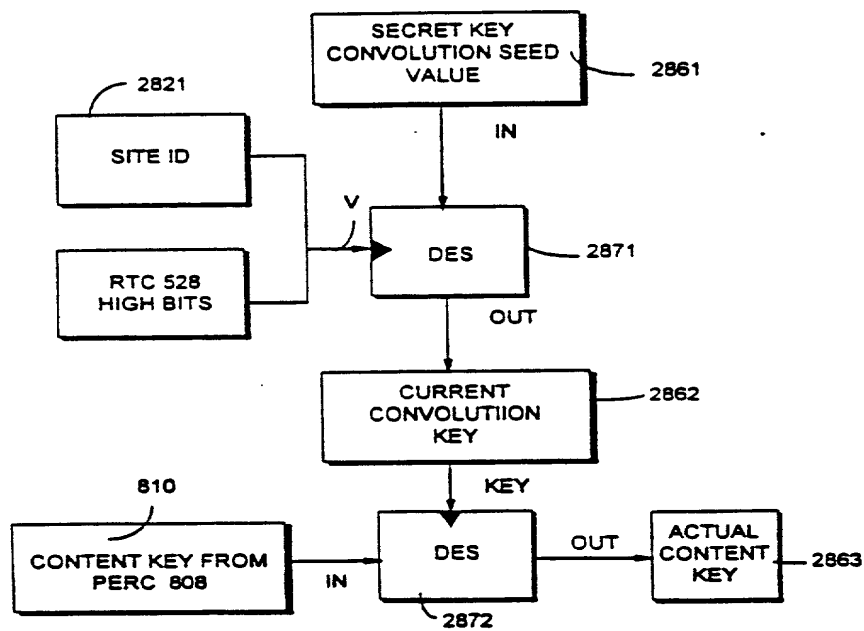 SECRET KEY
CONVOLUTION SEED
VALUE
2861
2821
IN
SITE ID
V
DES
2871
RTC 528
HIGH BITS
OUT
CURRENT
CONVOLUTIION
KEY
2862
KEY
810
CONTENT KEY FROM
PERC 808
IN
DES
OUT
ACTUAL
CONTENT
KEY
2863
2872